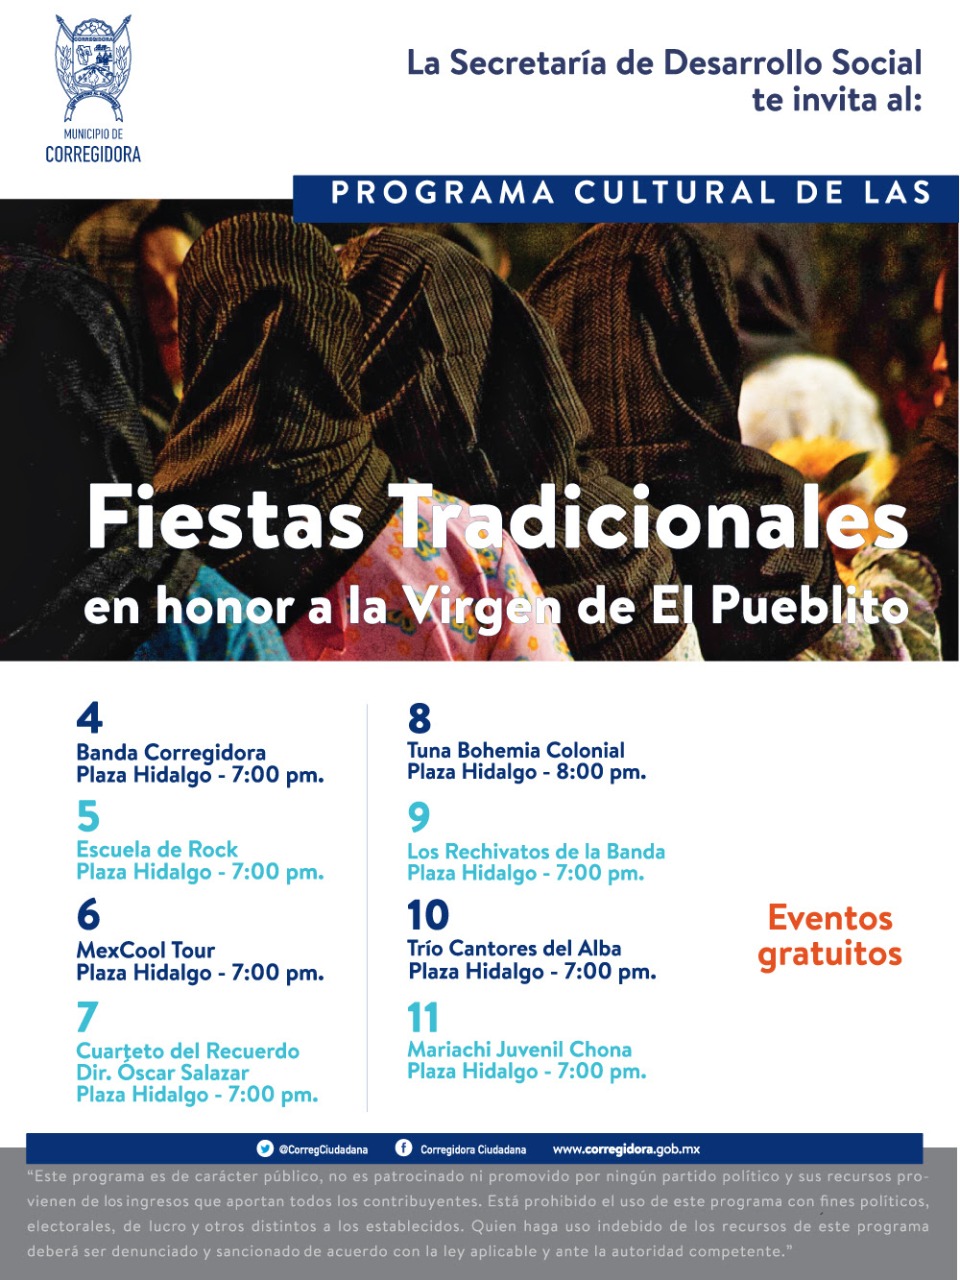 CORREGIDORA
MUNICIPIO DE
CORREGIDORA
La Secretaría de Desarrollo Social
te invita al:
PROGRAMA CULTURAL DE LAS
Fiestas Tradicionales
en honor a la Virgen de El Pueblito
4
Banda Corregidora
Plaza Hidalgo - 7:00 pm.
5
Escuela de Rock
Plaza Hidalgo - 7:00 pm.
6
MexCool Tour
Plaza Hidalgo - 7:00 pm.
7
Cuarteto del Recuerdo
Dir. Óscar Salazar
Plaza Hidalgo - 7:00 pm.
8
Tuna Bohemia Colonial
Plaza Hidalgo - 8:00 pm.
9
Los Rechivatos de la Banda
Plaza Hidalgo - 7:00 pm.
10
Trío Cantores del Alba
Plaza Hidalgo - 7:00 pm.
11
Mariachi Juvenil Chona
Plaza Hidalgo - 7:00 pm.
Eventos
gratuitos
@CorregCiudadana Corregidora Ciudadana www.corregidora.gob.mx
“Este programa es de carácter público, no es patrocinado ni promovido por ningún partido político y sus recursos pro-
vienen de los ingresos que aportan todos los contribuyentes. Está prohibido el uso de este programa con fines políticos,
electorales, de lucro y otros distintos a los establecidos. Quien haga uso indebido de los recursos de este programa
deberá ser denunciado y sancionado de acuerdo con la ley aplicable y ante la autoridad competente.”